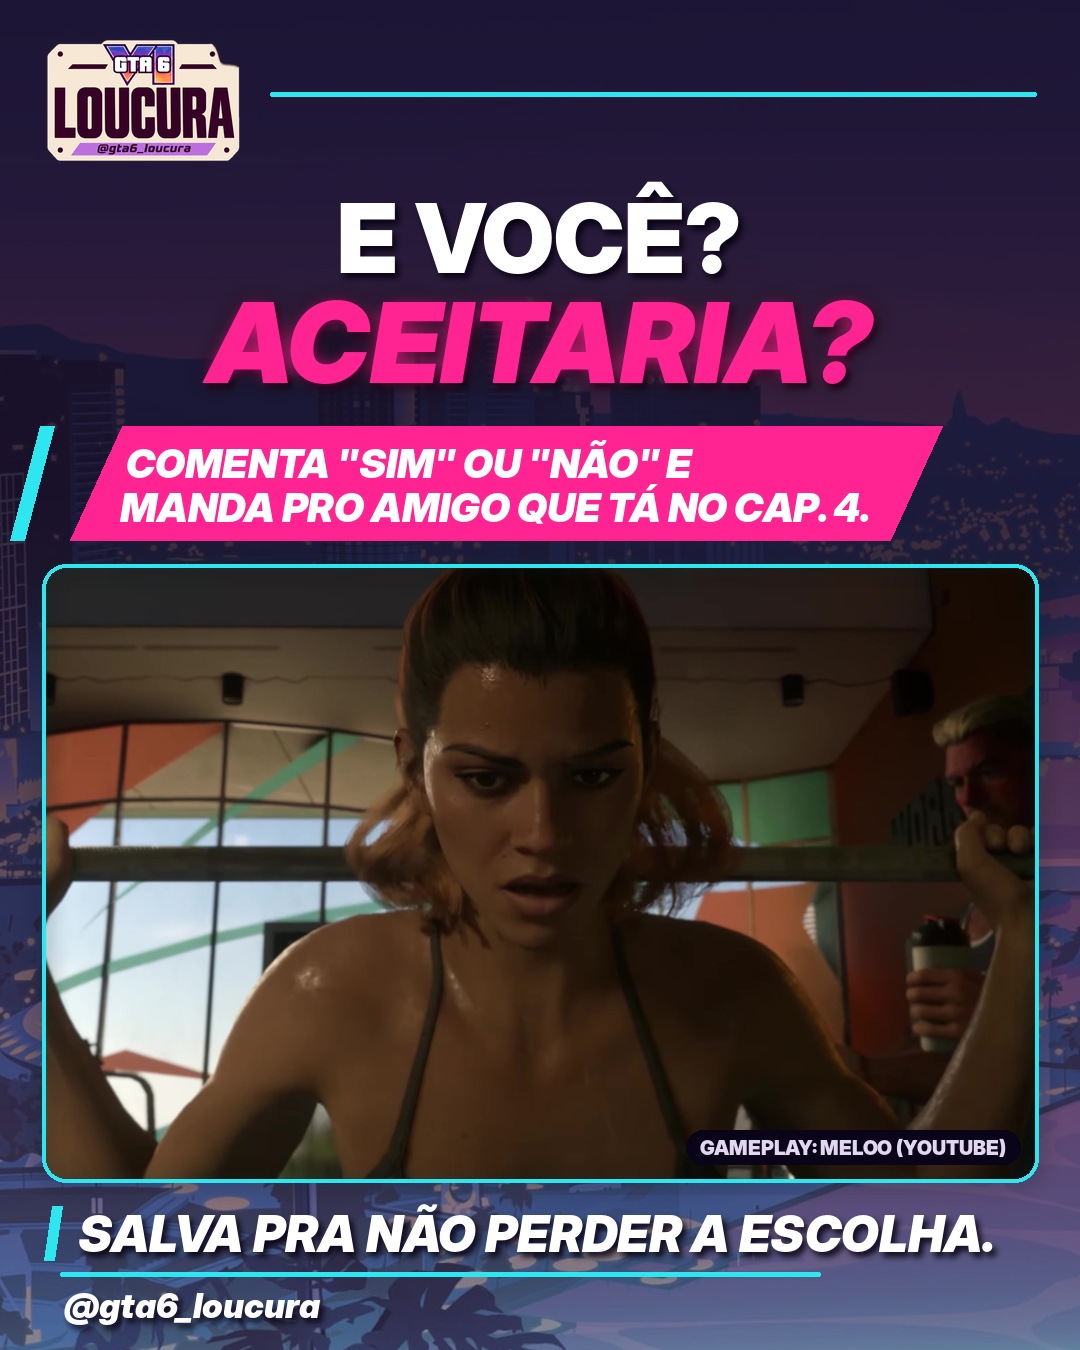 GTA 6
LOUCURA
@gta6_loucura
E VOCÊ?
ACEITARIA?
COMENTA "SIM" OU "NÃO" E
MANDA PRO AMIGO QUE TÁ NO CAP. 4.
GAMEPLAY: MELOO (YOUTUBE)
SALVA PRA NÃO PERDER A ESCOLHA.
@gta6_loucura